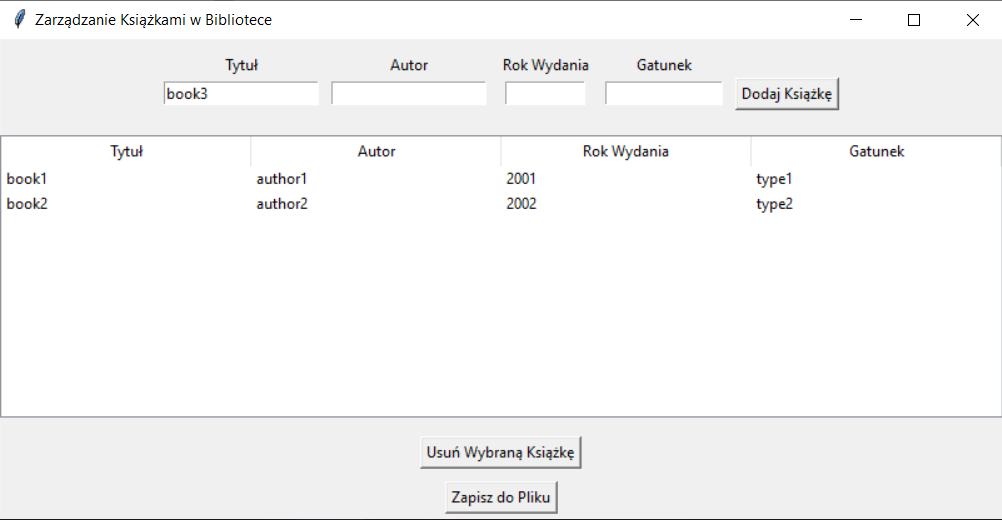 Zarządzanie Książkami w Bibliotece
Tytuł Autor Rok Wydania Gatunek
book3 Dodaj Książkę
Tytuł Autor Rok Wydania Gatunek
book1 author1 2001 type1
book2 author2 2002 type2
Usuń Wybraną Książkę
Zapisz do Pliku